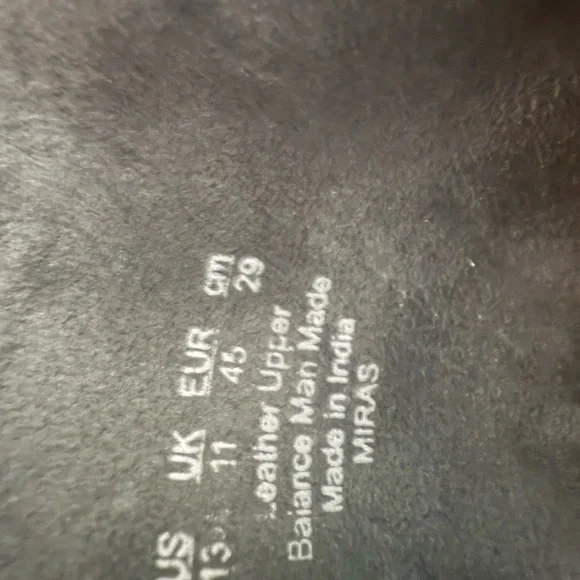 US UK EUR cm
11 45 29
Leather Upper
Balance Man Made
Made in India
MIRAS